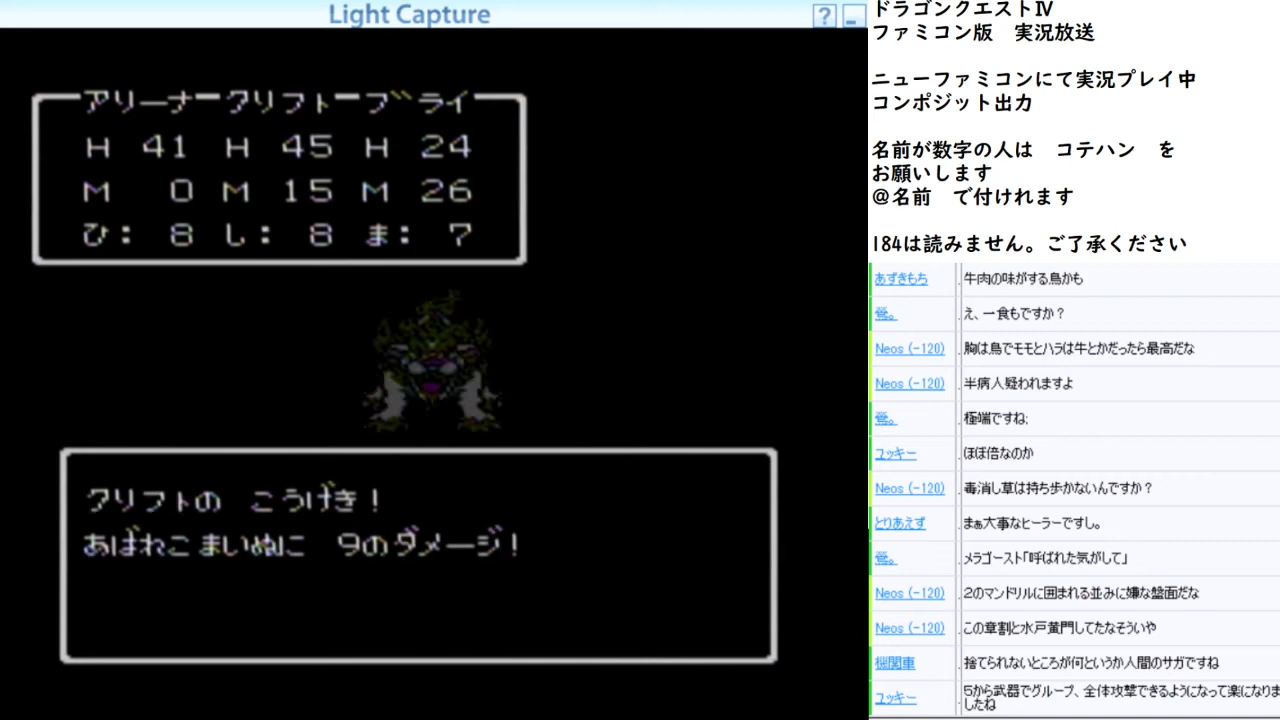 Light Capture
アリーナ クリフト ブライ
H 41 H 45 H 24
M 0 M 15 M 26
ひ: 8 し: 8 ま: 7
クリフトの こうげき！
あばれこまいぬに 9のダメージ！
ドラゴンクエストⅣ
ファミコン版　実況放送
ニューファミコンにて実況プレイ中
コンポジット出力
名前が数字の人は　コテハン　を
お願いします
＠名前　で付けれます
184は読みません。ご了承ください
あずきもち 牛肉の味がする鳥かも
え、一食もですか？
Neos (-120) 胸は鳥でモモとハラは牛とかだったら最高だな
Neos (-120) 半病人疑われますよ
極端ですね;
ユッキー ほぼ倍なのか
Neos (-120) 毒消し草は持ち歩かないんですか？
とりあえず まぁ大事なヒーラーですし。
メラゴースト「呼ばれた気がして」
Neos (-120) 2のマンドリルに囲まれる並みに嫌な盤面だな
Neos (-120) この章割と水戸黄門してたなそういや
機関車 捨てられないところが何というか人間のサガですね
ユッキー 5から武器でグループ、全体攻撃できるようになって楽になりま
したね